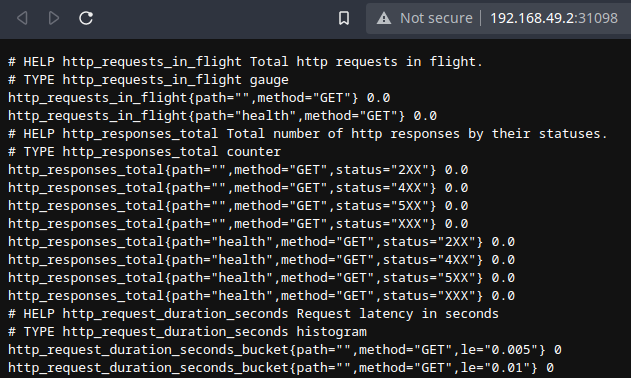 Not secure 192.168.49.2:31098
# HELP http_requests_in_flight Total http requests in flight.
# TYPE http_requests_in_flight gauge
http_requests_in_flight{path="",method="GET"} 0.0
http_requests_in_flight{path="health",method="GET"} 0.0
# HELP http_responses_total Total number of http responses by their statuses.
# TYPE http_responses_total counter
http_responses_total{path="",method="GET",status="2XX"} 0.0
http_responses_total{path="",method="GET",status="4XX"} 0.0
http_responses_total{path="",method="GET",status="5XX"} 0.0
http_responses_total{path="",method="GET",status="XXX"} 0.0
http_responses_total{path="health",method="GET",status="2XX"} 0.0
http_responses_total{path="health",method="GET",status="4XX"} 0.0
http_responses_total{path="health",method="GET",status="5XX"} 0.0
http_responses_total{path="health",method="GET",status="XXX"} 0.0
# HELP http_request_duration_seconds Request latency in seconds
# TYPE http_request_duration_seconds histogram
http_request_duration_seconds_bucket{path="",method="GET",le="0.005"} 0
http_request_duration_seconds_bucket{path="",method="GET",le="0.01"} 0